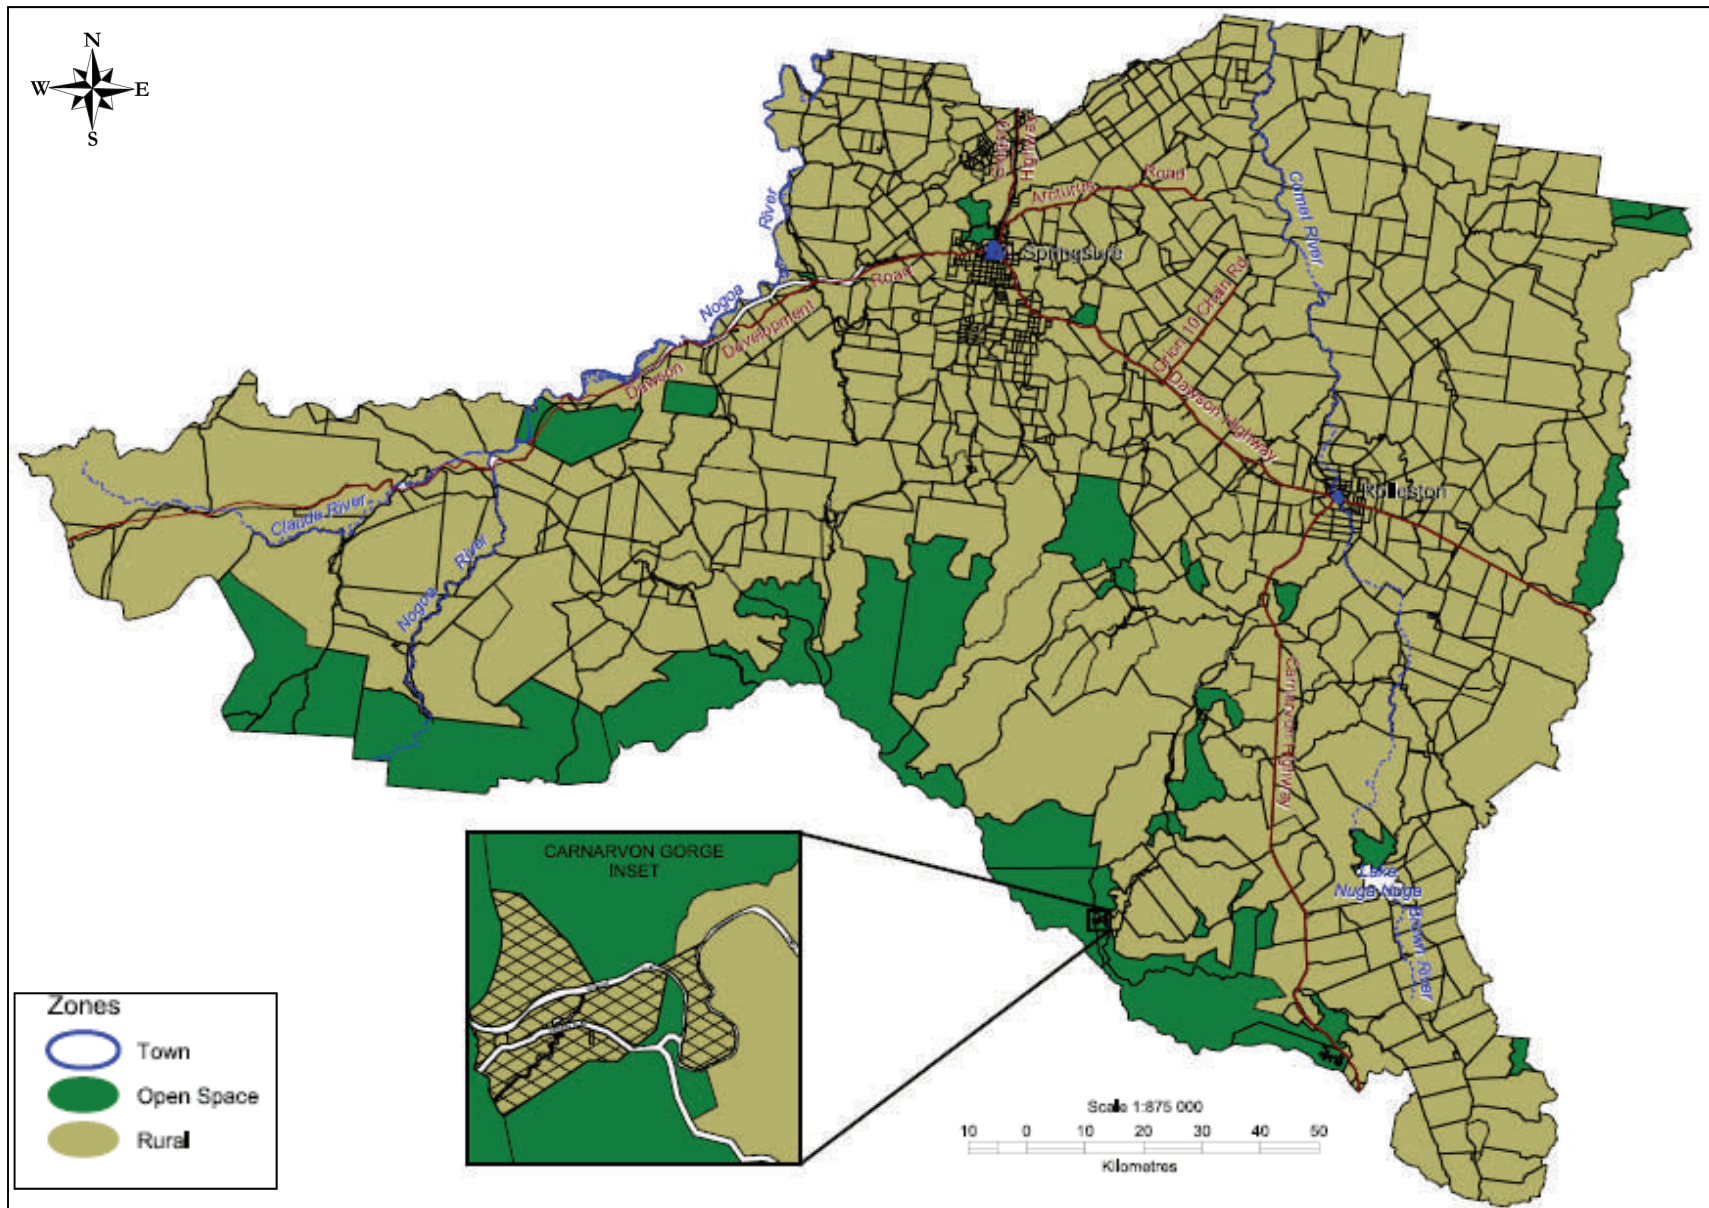 N
W E
S
Gregory
Highway
Arcturus Road
River
Comet River
Springsure
Road
Nogoa
Development
Orion 10 Chain Rd
Dawson
Dawson Highway
Rolleston
Claude River
River
Nogoa
Carnarvon Highway
CARNARVON GORGE
INSET
Lake
Nuga Nuga
Brown River
Zones
Town
Open Space
Rural
Scale 1:875 000
10 0 10 20 30 40 50
Kilometres